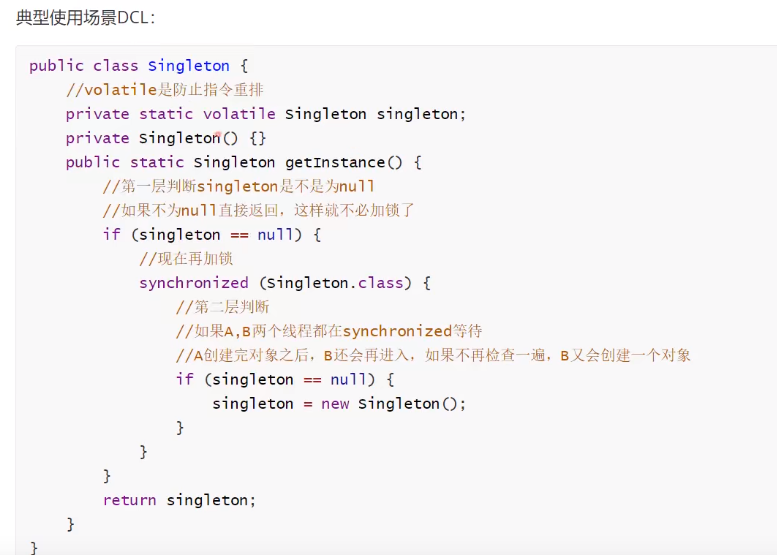 典型使用场景DCL：
public class Singleton {
    //volatile是防止指令重排
    private static volatile Singleton singleton;
    private Singleton() {}
    public static Singleton getInstance() {
        //第一层判断singleton是不是为null
        //如果不为null直接返回，这样就不必加锁了
        if (singleton == null) {
            //现在再加锁
            synchronized (Singleton.class) {
                //第二层判断
                //如果A,B两个线程都在synchronized等待
                //A创建完对象之后，B还会再进入，如果不再检查一遍，B又会创建一个对象
                if (singleton == null) {
                    singleton = new Singleton();
                }
            }
        }
        return singleton;
    }
}